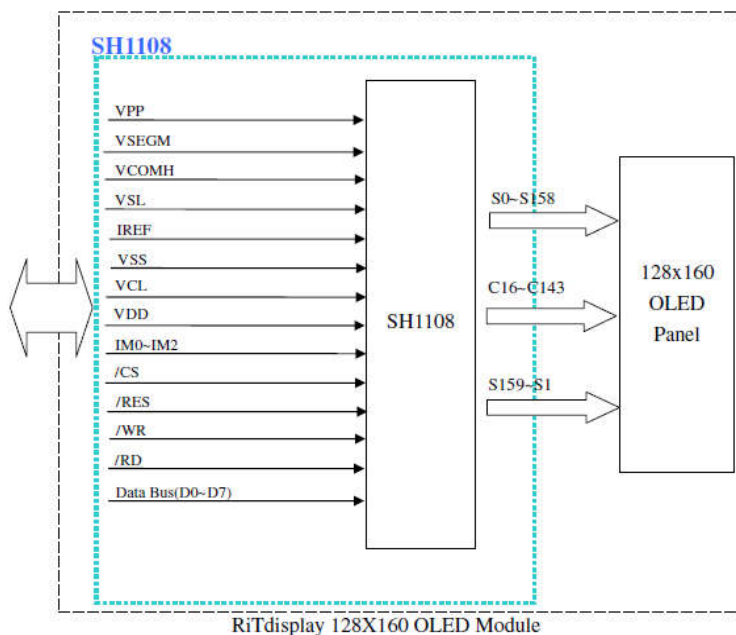 SH1108
VPP
VSEGM
VCOMH
VSL
IREF
VSS
VCL
VDD
IM0~IM2
/CS
/RES
/WR
/RD
Data Bus(D0~D7)
SH1108
S0~S158
C16~C143
S159~S1
128x160
OLED
Panel
RiTdisplay 128X160 OLED Module